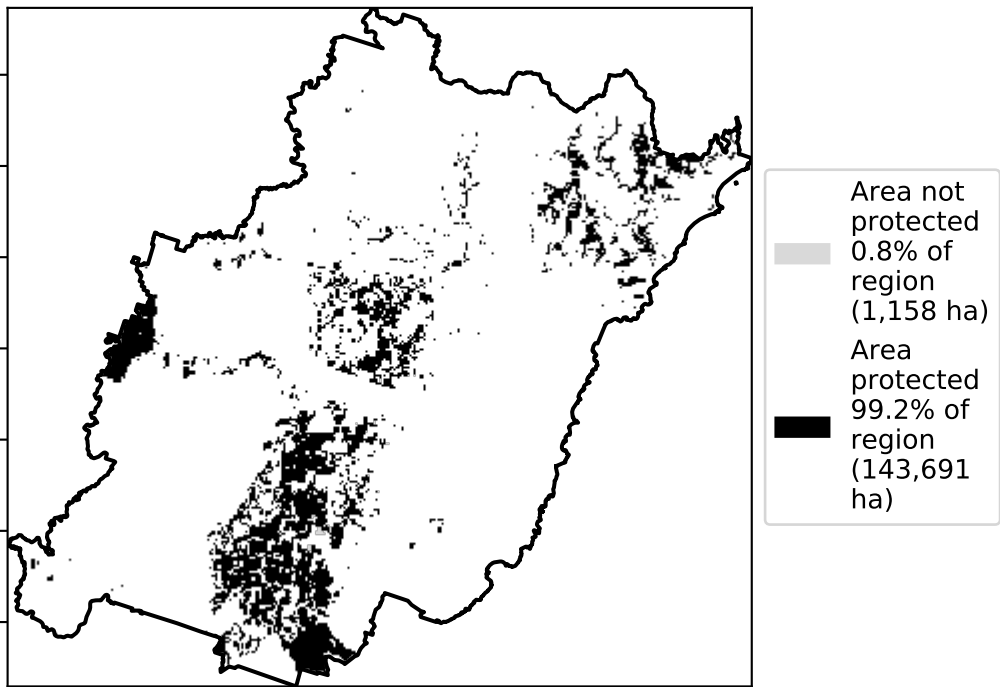 Area not
protected
0.8% of
region
(1,158 ha)
Area
protected
99.2% of
region
(143,691
ha)